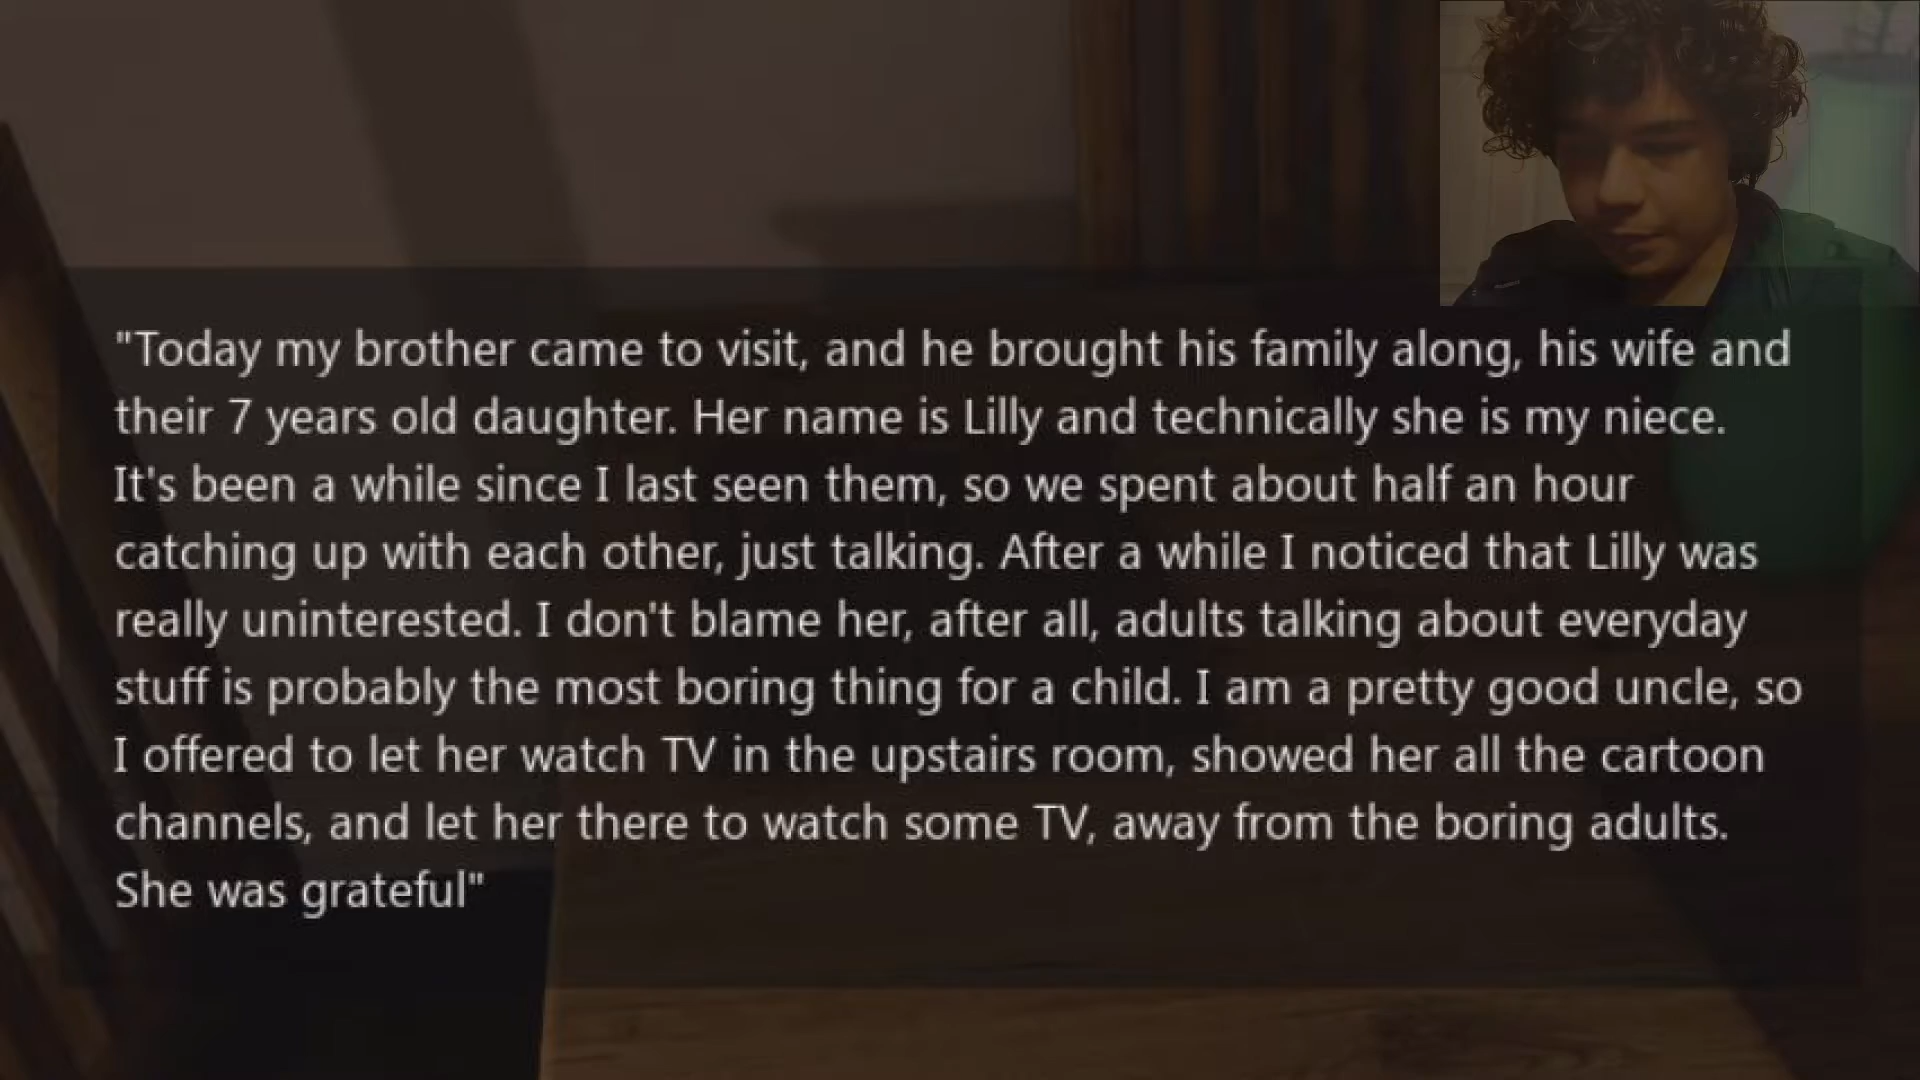 "Today my brother came to visit, and he brought his family along, his wife and
their 7 years old daughter. Her name is Lilly and technically she is my niece.
It's been a while since I last seen them, so we spent about half an hour
catching up with each other, just talking. After a while I noticed that Lilly was
really uninterested. I don't blame her, after all, adults talking about everyday
stuff is probably the most boring thing for a child. I am a pretty good uncle, so
I offered to let her watch TV in the upstairs room, showed her all the cartoon
channels, and let her there to watch some TV, away from the boring adults.
She was grateful"